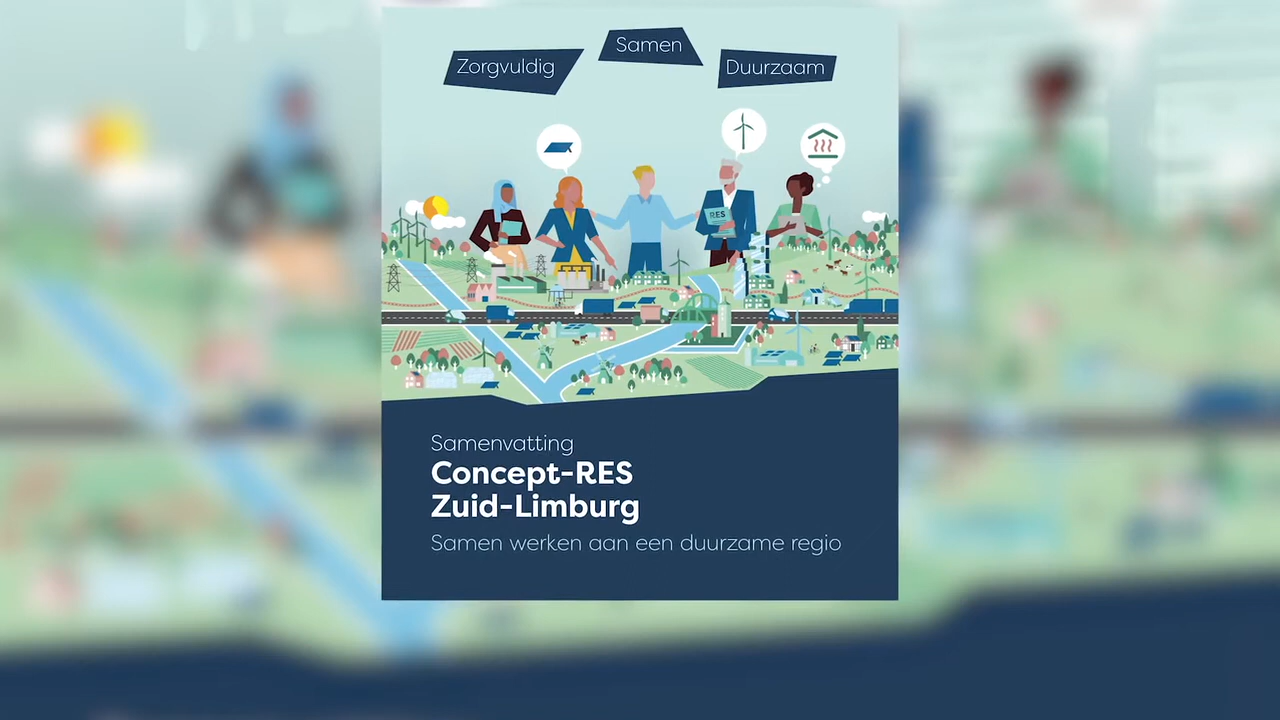 Zorgvuldig
Samen
Duurzaam
RES
Samenvatting
Concept-RES
Zuid-Limburg
Samen werken aan een duurzame regio